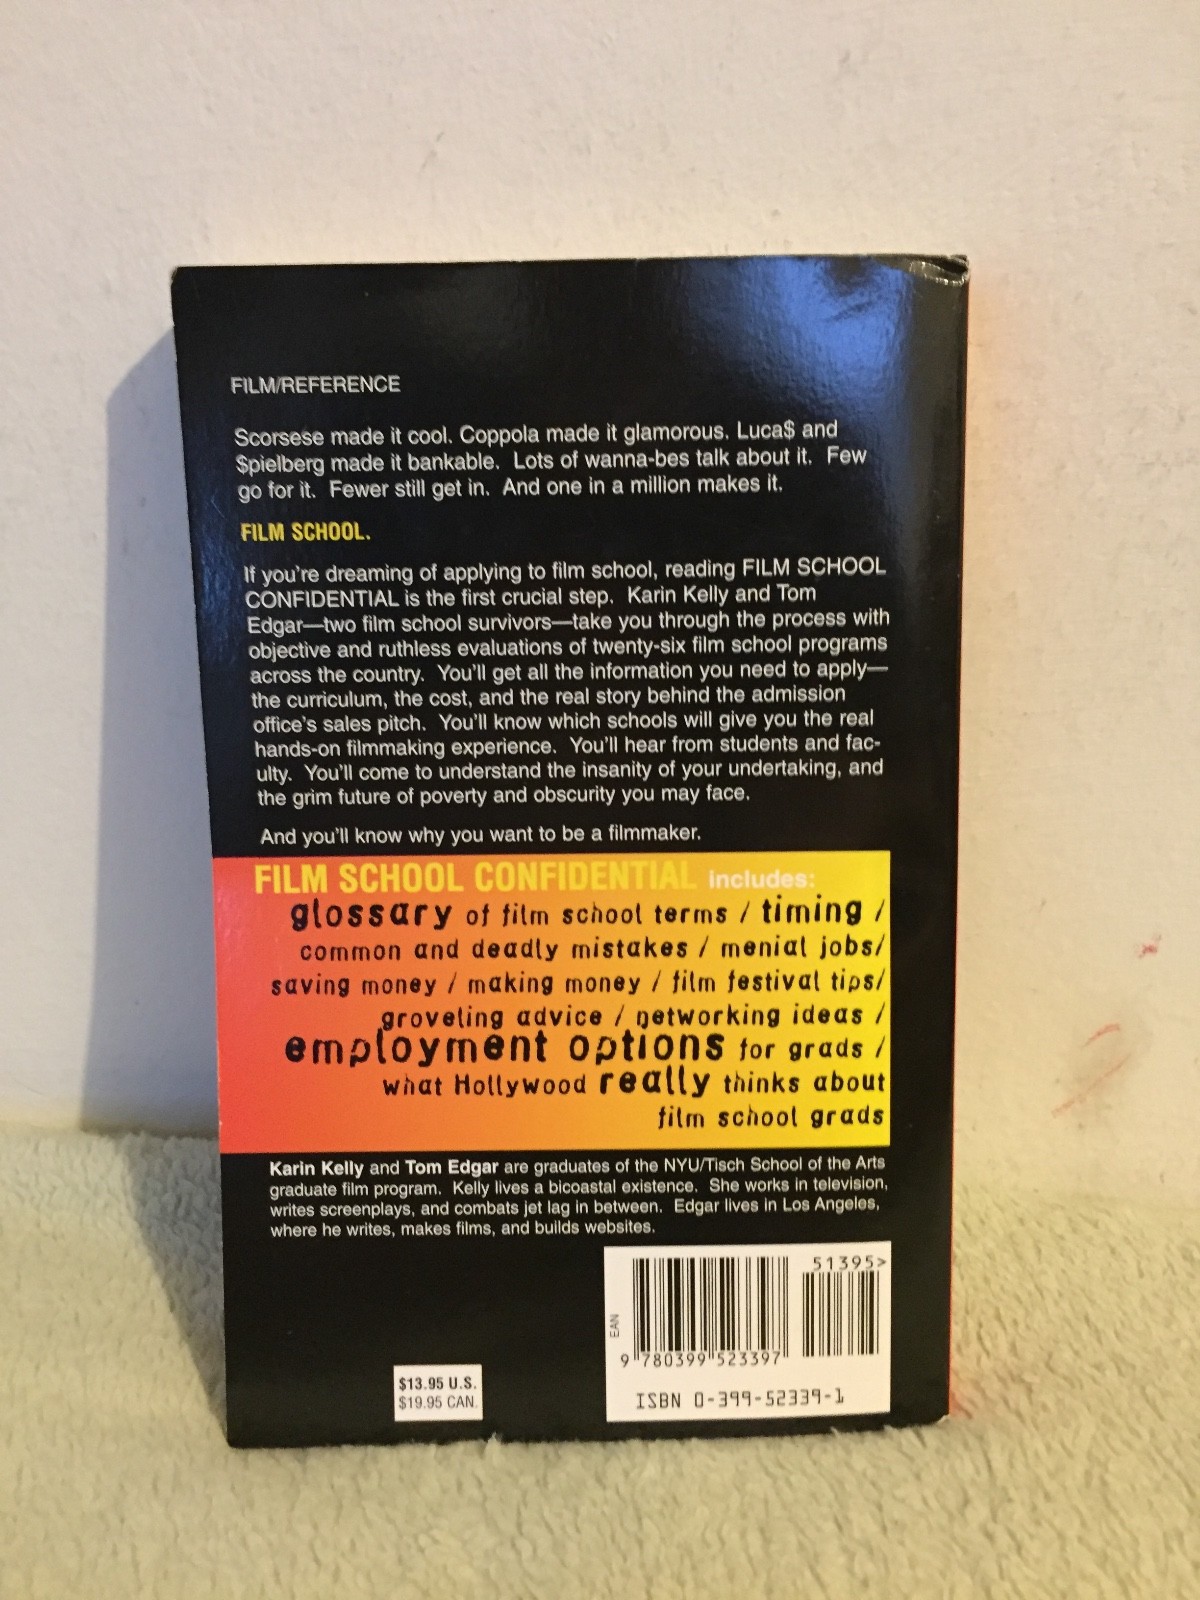 FILM/REFERENCE
Scorsese made it cool. Coppola made it glamorous. Luca$ and
$pielberg made it bankable. Lots of wanna-bes talk about it. Few
go for it. Fewer still get in. And one in a million makes it.
FILM SCHOOL.
If you're dreaming of applying to film school, reading FILM SCHOOL
CONFIDENTIAL is the first crucial step. Karin Kelly and Tom
Edgar—two film school survivors—take you through the process with
objective and ruthless evaluations of twenty-six film school programs
across the country. You'll get all the information you need to apply—
the curriculum, the cost, and the real story behind the admission
office's sales pitch. You'll know which schools will give you the real
hands-on filmmaking experience. You'll hear from students and fac-
ulty. You'll come to understand the insanity of your undertaking, and
the grim future of poverty and obscurity you may face.
And you'll know why you want to be a filmmaker.
FILM SCHOOL CONFIDENTIAL includes:
glossary of film school terms / timing /
common and deadly mistakes / menial jobs/
saving money / making money / film festival tips/
groveling advice / networking ideas /
employment options for grads /
what Hollywood really thinks about
film school grads
Karin Kelly and Tom Edgar are graduates of the NYU/Tisch School of the Arts
graduate film program. Kelly lives a bicoastal existence. She works in television,
writes screenplays, and combats jet lag in between. Edgar lives in Los Angeles,
where he writes, makes films, and builds websites.
51395>
EAN
9 780399 523397
ISBN 0-399-52339-1
$13.95 U.S.
$19.95 CAN.